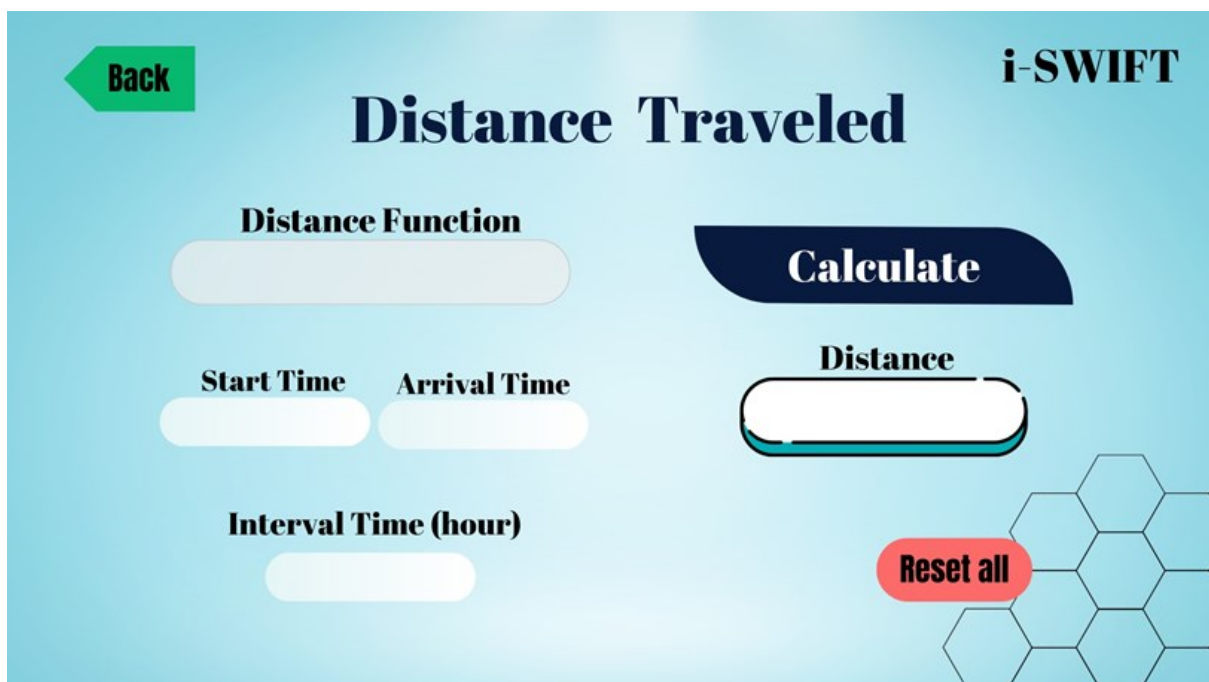 Back
i-SWIFT
Distance Traveled
Distance Function
Calculate
Distance
Start Time
Arrival Time
Interval Time (hour)
Reset all